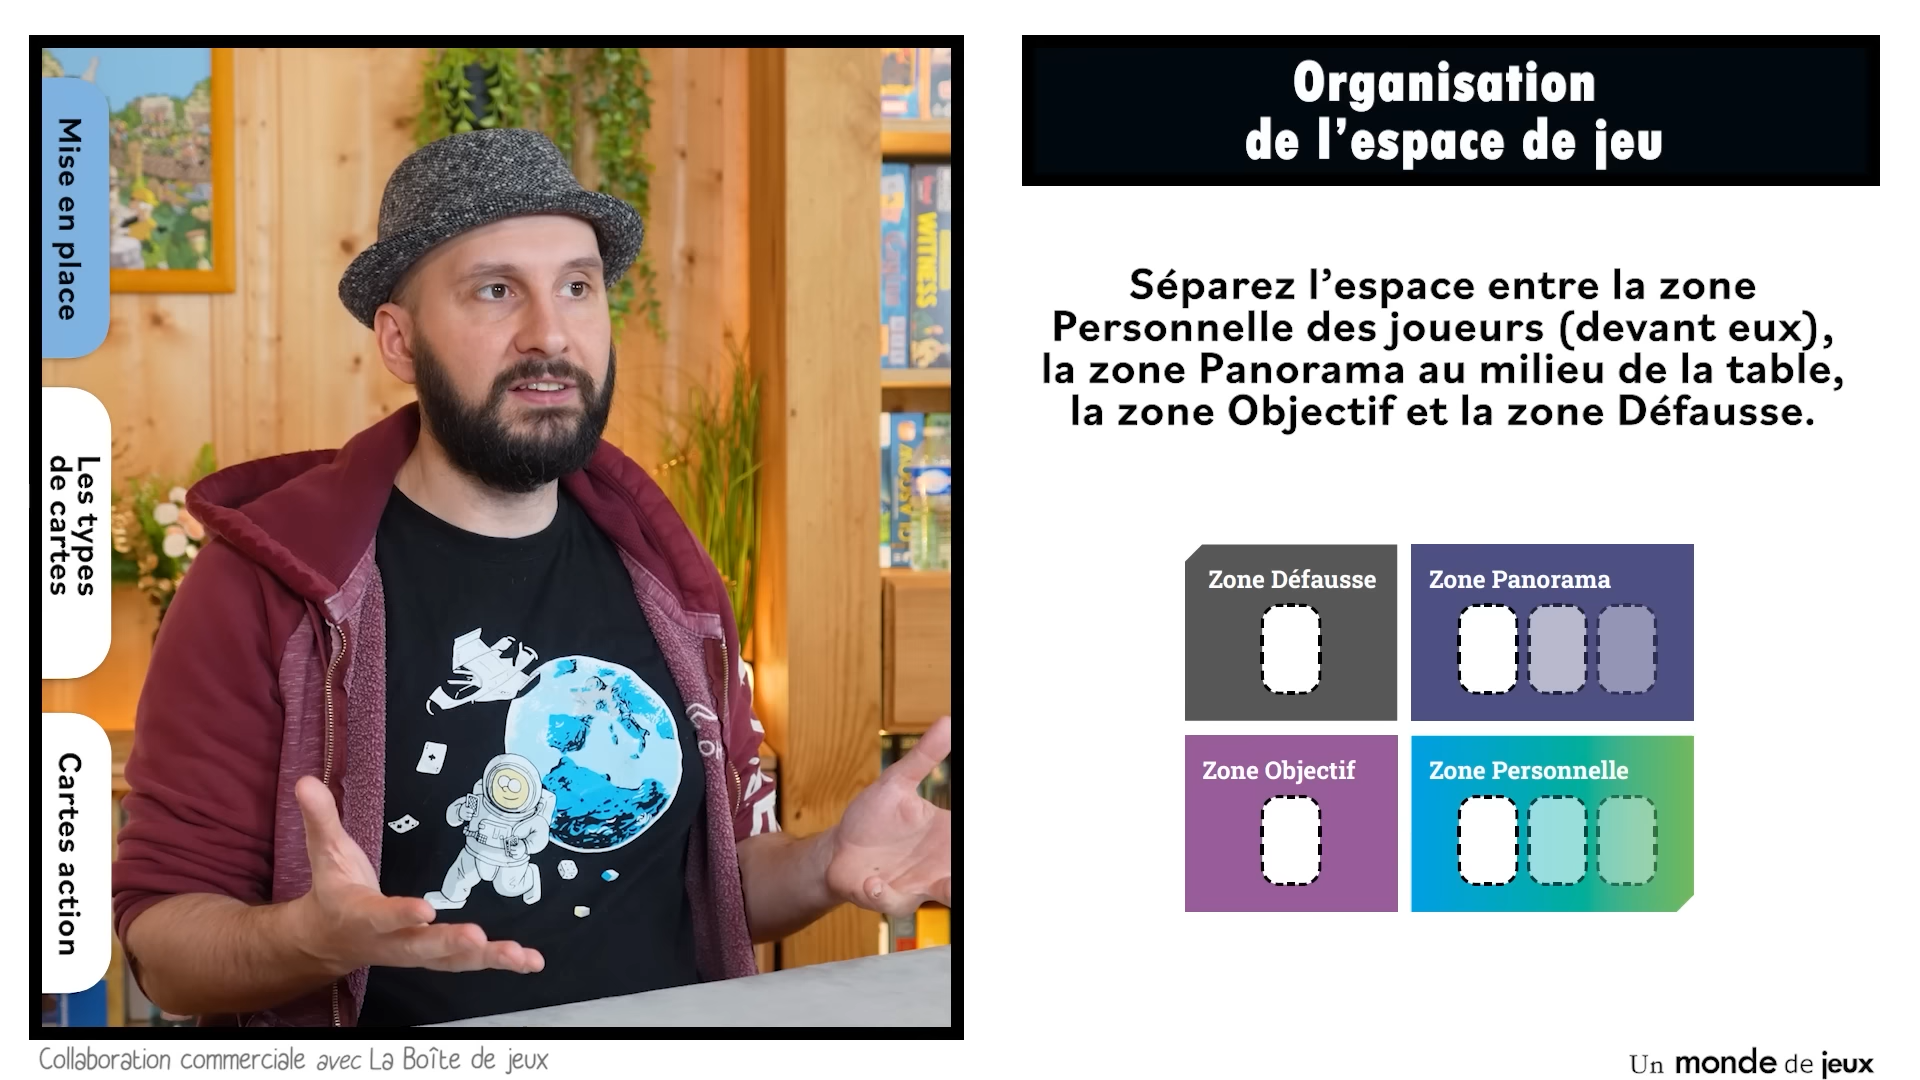 Organisation
de l’espace de jeu
Mise en place
Les types
de cartes
Cartes action
WITNESS
Séparez l’espace entre la zone
Personnelle des joueurs (devant eux),
la zone Panorama au milieu de la table,
la zone Objectif et la zone Défausse.
Zone Défausse
Zone Panorama
Zone Objectif
Zone Personnelle
Collaboration commerciale avec La Boîte de jeux
Un monde de jeux